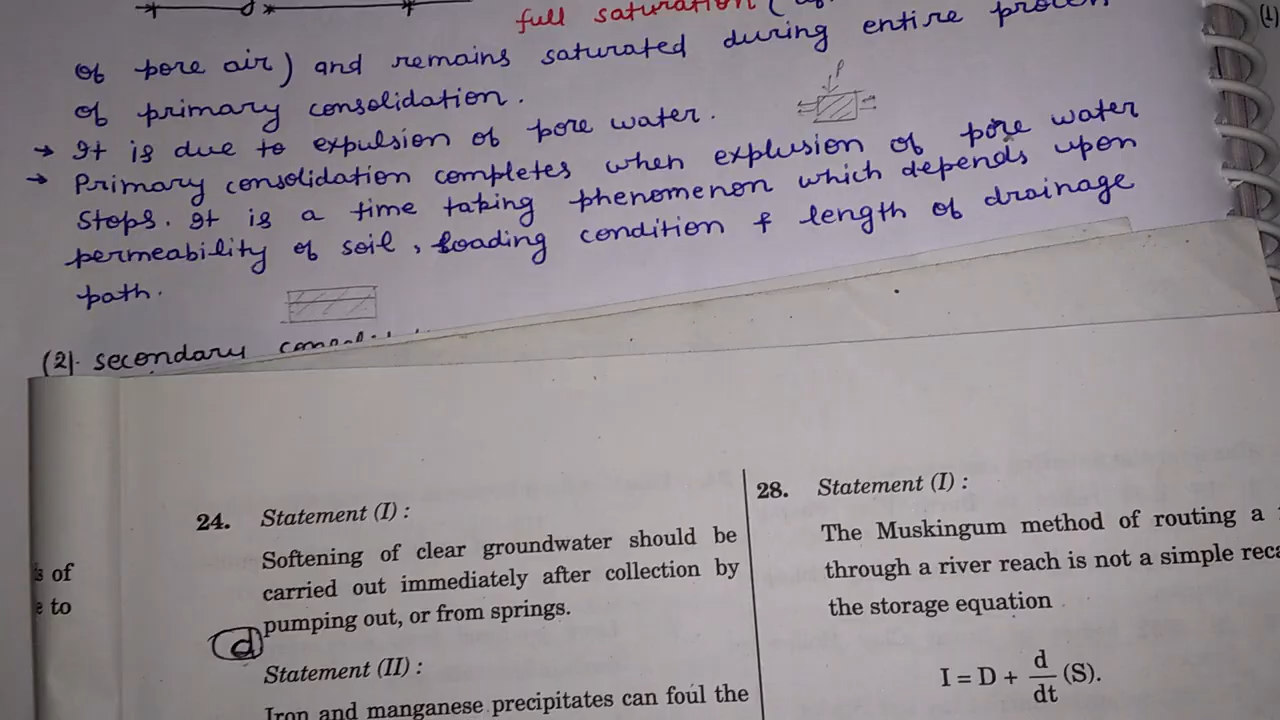 full saturation (
of pore air) and remains saturated during entire
of primary consolidation.
→ It is due to expulsion of pore water.
P
→ Primary consolidation completes when explusion of pore water
stops. It is a time taking phenomenon which depends upon
permeability of soil, loading condition & length of drainage
path.
(2). secondary
(1)
s of
e to
24. Statement (I) :
Softening of clear groundwater should be
carried out immediately after collection by
pumping out, or from springs.
d
Statement (II) :
Iron and manganese precipitates can foul the
28. Statement (I) :
The Muskingum method of routing a
through a river reach is not a simple
the storage equation
I = D + d/dt (S).